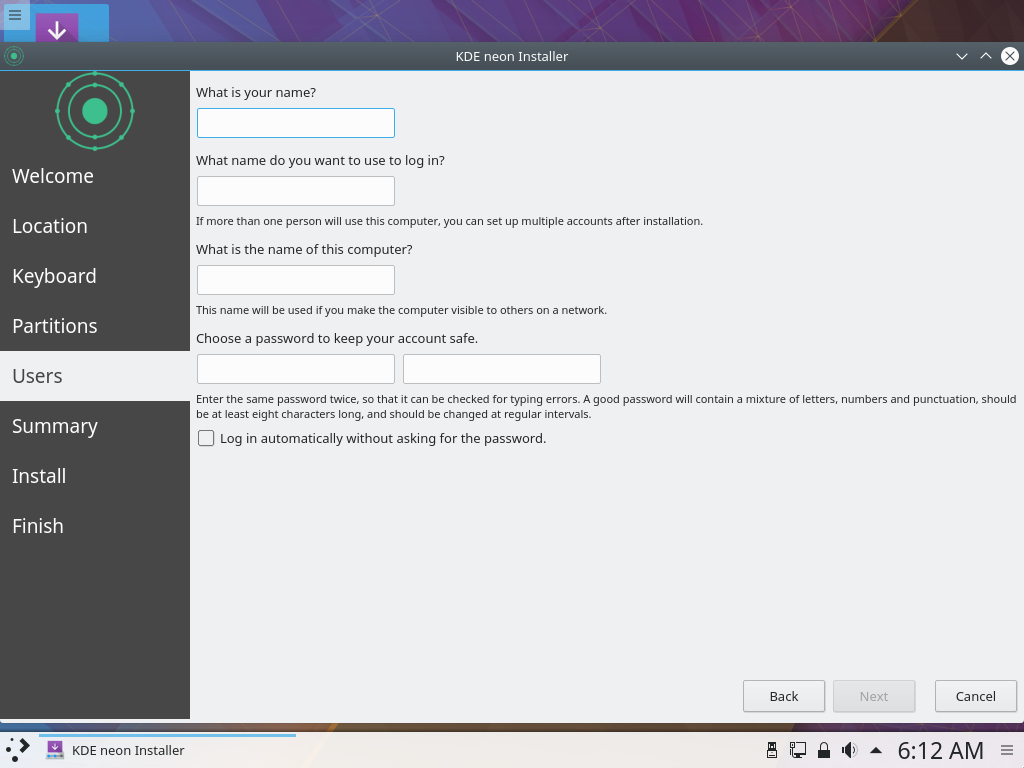 KDE neon Installer
Welcome
Location
Keyboard
Partitions
Users
Summary
Install
Finish
What is your name?
What name do you want to use to log in?
If more than one person will use this computer, you can set up multiple accounts after installation.
What is the name of this computer?
This name will be used if you make the computer visible to others on a network.
Choose a password to keep your account safe.
Enter the same password twice, so that it can be checked for typing errors. A good password will contain a mixture of letters, numbers and punctuation, should
be at least eight characters long, and should be changed at regular intervals.
Log in automatically without asking for the password.
Back
Next
Cancel
KDE neon Installer
6:12 AM